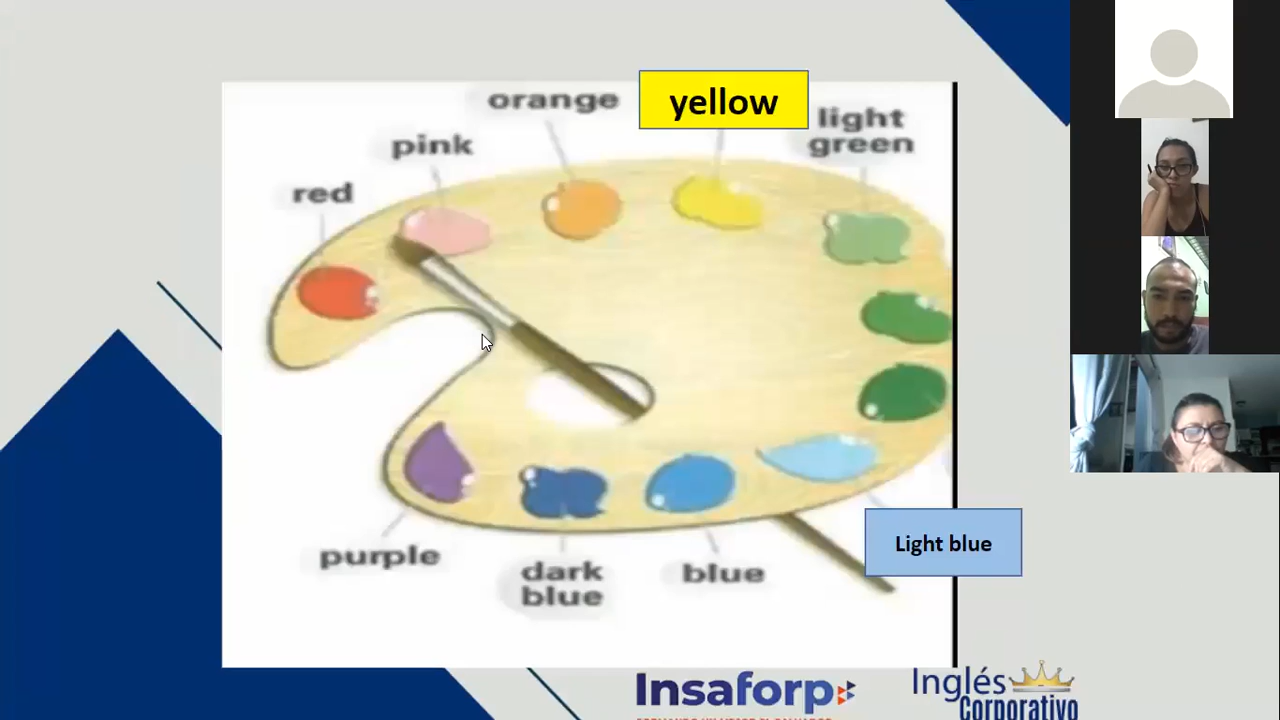 orange
yellow
light
green
pink
red
purple
dark
blue
blue
Light blue
Insaforp
Inglés
Corporativo